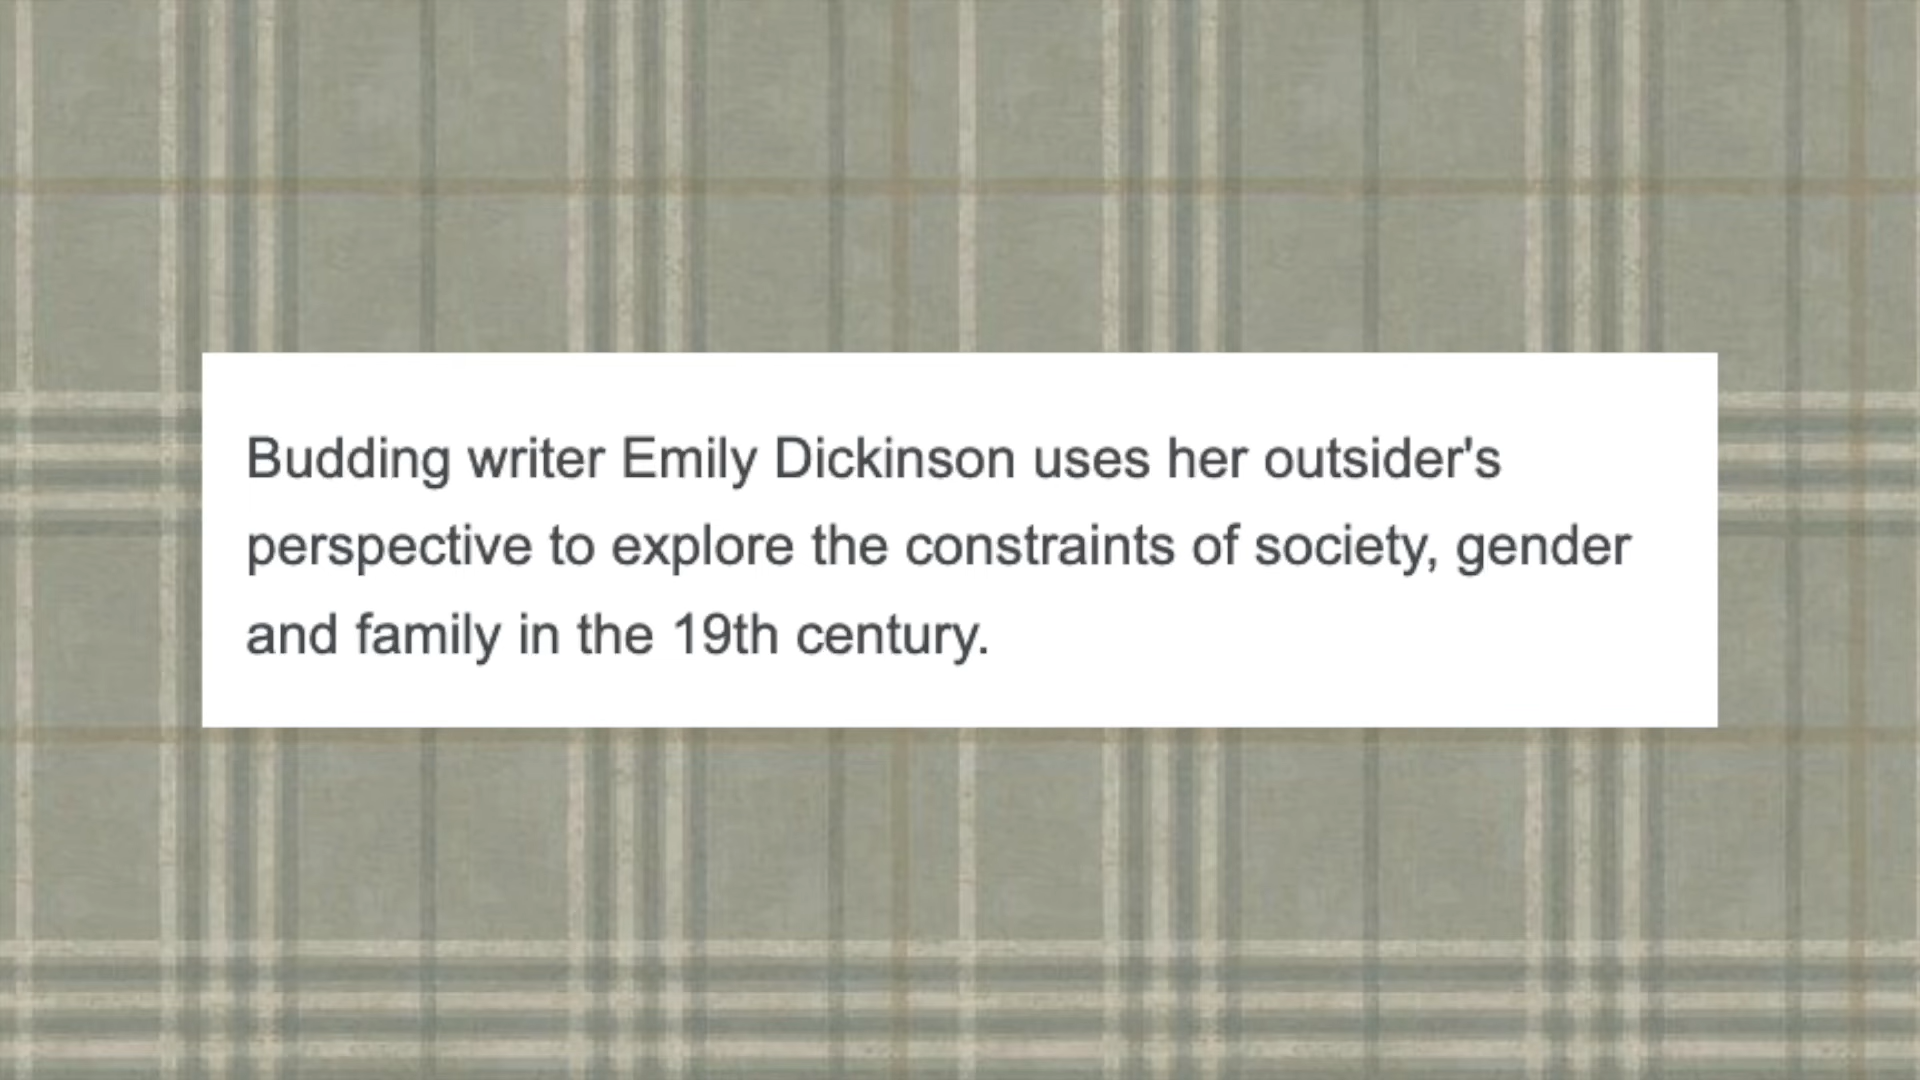 Budding writer Emily Dickinson uses her outsider's
perspective to explore the constraints of society, gender
and family in the 19th century.